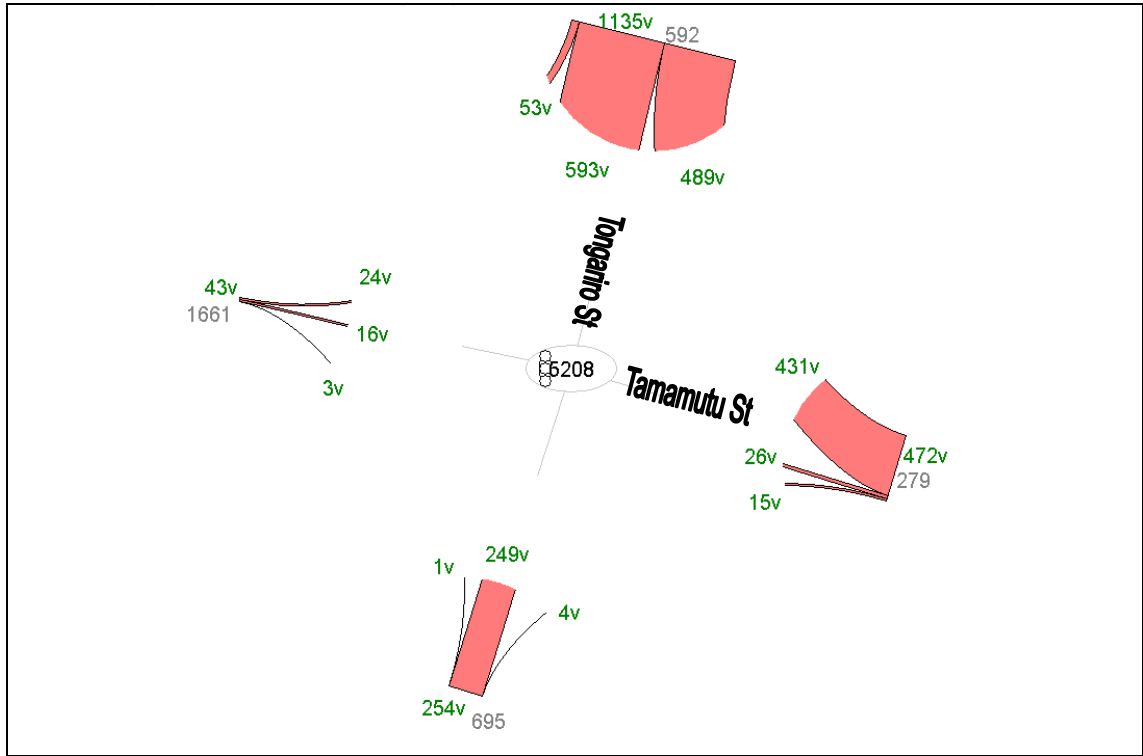 1135v
592
53v
593v
489v
Tongariro St
43v
1661
24v
16v
3v
5208
Tamamutu St
431v
472v
279
26v
15v
1v
249v
4v
254v
695